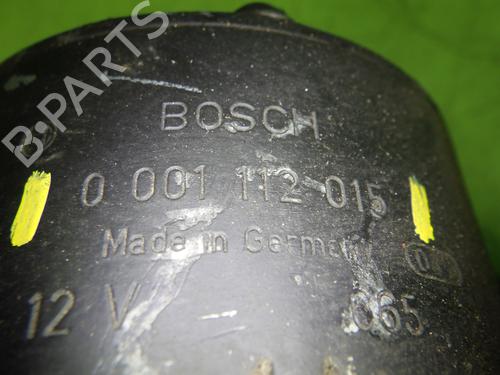 B-PARTS
BOSCH
0 001 112 015
Made in Germany
12 V 065